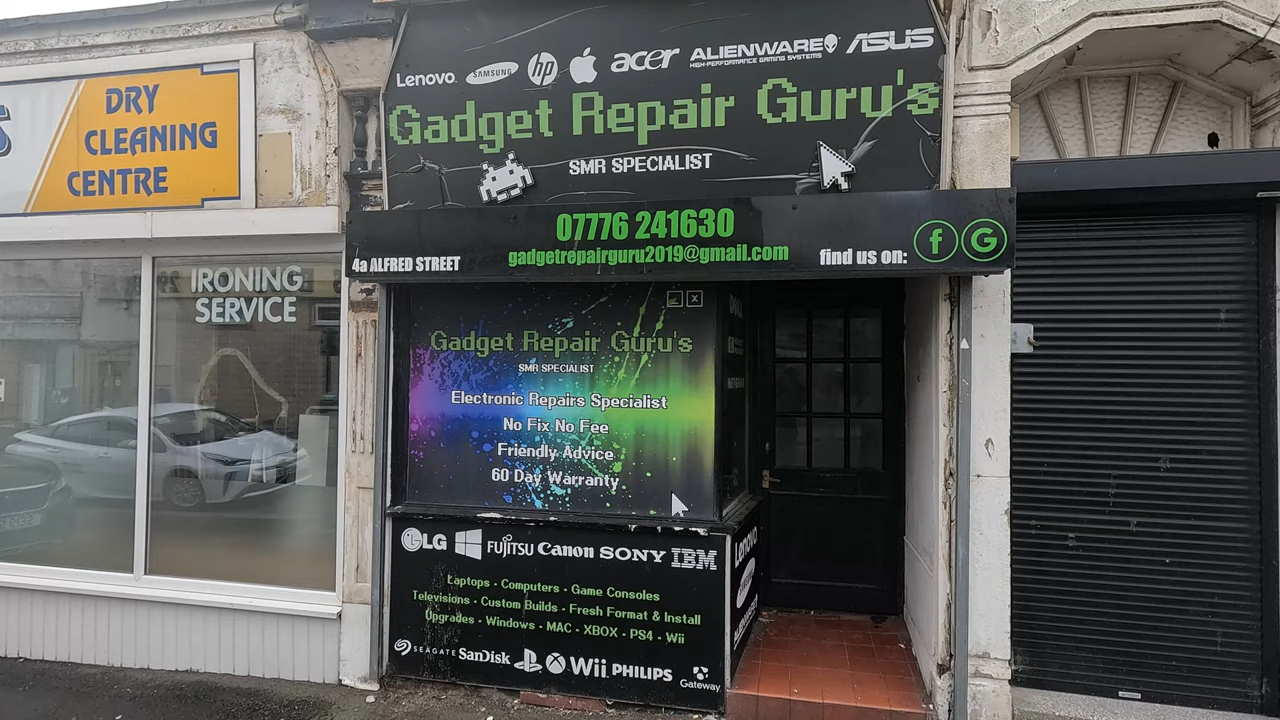 DRY
CLEANING
CENTRE
IRONING
SERVICE
Lenovo. SAMSUNG hp acer ALIENWARE ASUS
HIGH-PERFORMANCE GAMING SYSTEMS
Gadget Repair Guru's
SMR SPECIALIST
07776 241630
gadgetrepairguru2019@gmail.com
4a ALFRED STREET
find us on: f G
Gadget Repair Guru's
SMR SPECIALIST
Electronic Repairs Specialist
No Fix No Fee
Friendly Advice
60 Day Warranty
LG FUJITSU Canon SONY IBM
Laptops - Computers - Game Consoles
Televisions - Custom Builds - Fresh Format & Install
Upgrades - Windows - MAC - XBOX - PS4 - Wii
SEAGATE SanDisk Wii PHILIPS Gateway
Lenovo
SAMSUNG
ALIENWARE
DELL